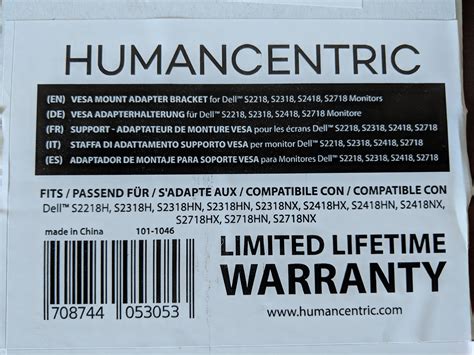 HUMANCENTRIC
(EN) VESA MOUNT ADAPTER BRACKET for Dell™ S2218, S2318, S2418, S2718 Monitors
(DE) VESA ADAPTERHALTERUNG für Dell™ S2218, S2318, S2418, S2718 Monitore
(FR) SUPPORT - ADAPTATEUR DE MONTURE VESA pour les écrans Dell™ S2218, S2318, S2418, S2718
(IT) STAFFA DI ADATTAMENTO SUPPORTO VESA per monitor Dell™ S2218, S2318, S2418, S2718
(ES) ADAPTADOR DE MONTAJE PARA SOPORTE VESA para Monitores Dell™ S2218, S2318, S2418, S2718
FITS / PASSEND FÜR / S'ADAPTE AUX / COMPATIBILE CON / COMPATIBLE CON
Dell™ S2218H, S2318H, S2318HN, S2318NX, S2418HX, S2418HN, S2418NX,
S2718HX, S2718HN, S2718NX
made in China 101-1046
LIMITED LIFETIME
WARRANTY
www.humancentric.com
708744 053053